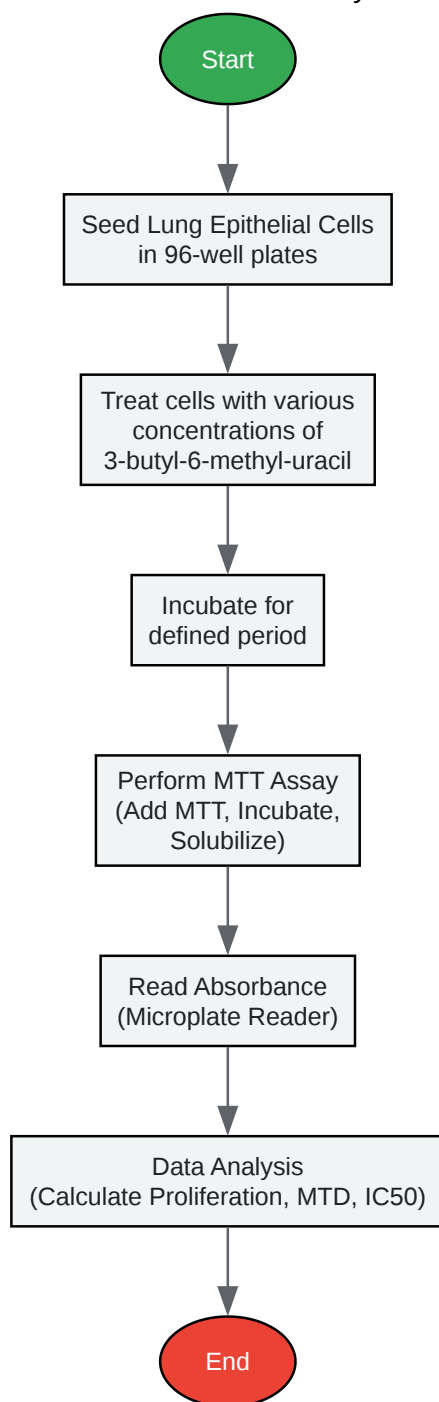 Start
Seed Lung Epithelial Cells
in 96-well plates
Treat cells with various
concentrations of
3-butyl-6-methyl-uracil
Incubate for
defined period
Perform MTT Assay
(Add MTT, Incubate,
Solubilize)
Read Absorbance
(Microplate Reader)
Data Analysis
(Calculate Proliferation, MTD, IC50)
End